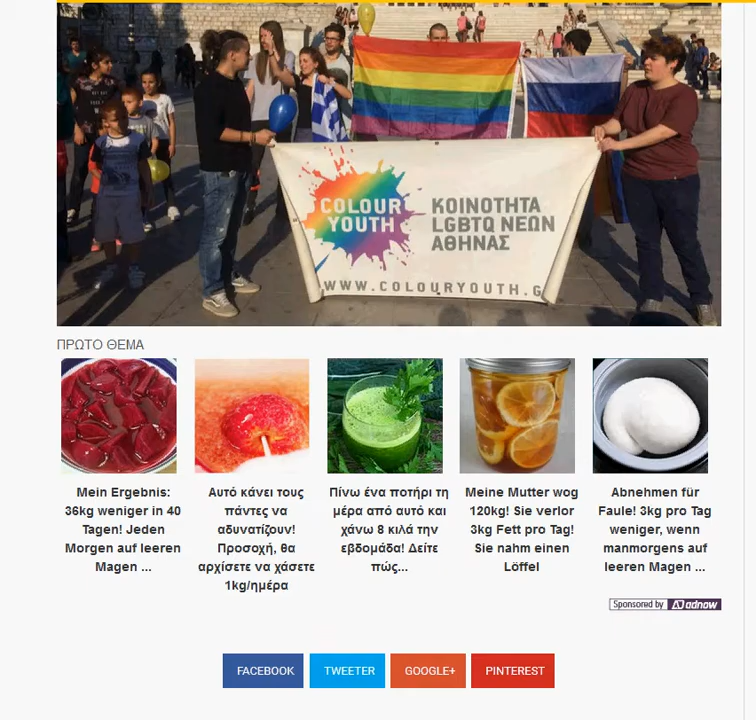 COLOUR
YOUTH
ΚΟΙΝΟΤΗΤΑ
LGBTQ ΝΕΩΝ
ΑΘΗΝΑΣ
WWW.COLOURYOUTH.G
ΠΡΩΤΟ ΘΕΜΑ
Mein Ergebnis:
36kg weniger in 40
Tagen! Jeden
Morgen auf leeren
Magen ...
Αυτό κάνει τους
πάντες να
αδυνατίζουν!
Προσοχή, θα
αρχίσετε να χάσετε
1kg/ημέρα
Πίνω ένα ποτήρι τη
μέρα από αυτό και
χάνω 8 κιλά την
εβδομάδα! Δείτε
πώς...
Meine Mutter wog
120kg! Sie verlor
3kg Fett pro Tag!
Sie nahm einen
Löffel
Abnehmen für
Faule! 3kg pro Tag
weniger, wenn
manmorgens auf
leeren Magen ...
Sponsored by adnow
FACEBOOK
TWEETER
GOOGLE+
PINTEREST